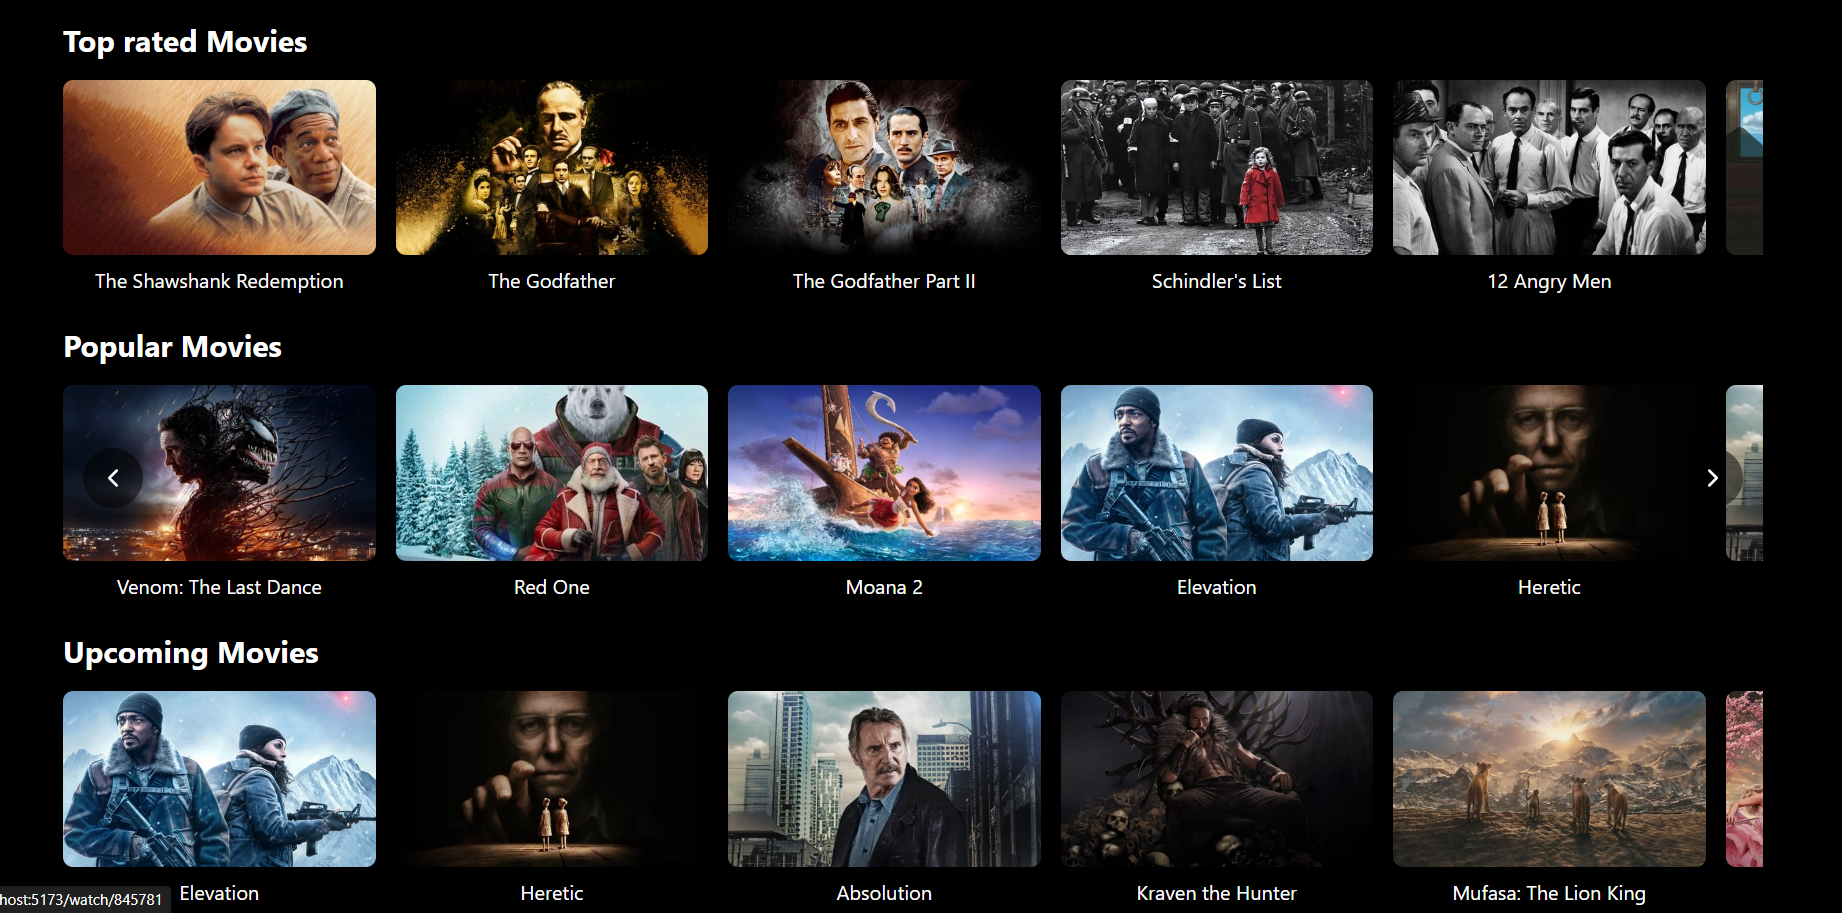 Top rated Movies
The Shawshank Redemption
The Godfather
The Godfather Part II
Schindler's List
12 Angry Men
Popular Movies
Venom: The Last Dance
Red One
Moana 2
Elevation
Heretic
Upcoming Movies
Elevation
Heretic
Absolution
Kraven the Hunter
Mufasa: The Lion King
host:5173/watch/845781